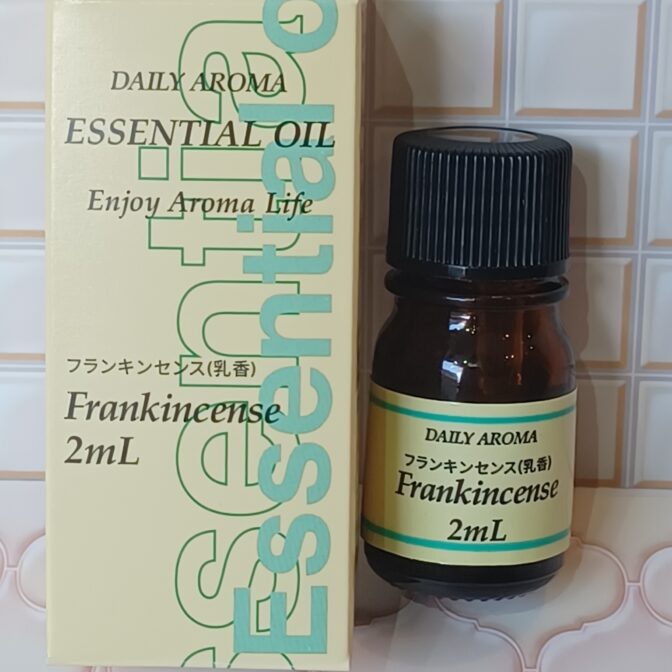 DAILY AROMA
ESSENTIAL OIL
Enjoy Aroma Life
フランキンセンス(乳香)
Frankincense
2mL
essentia
Essential o
DAILY AROMA
フランキンセンス(乳香)
Frankincense
2mL